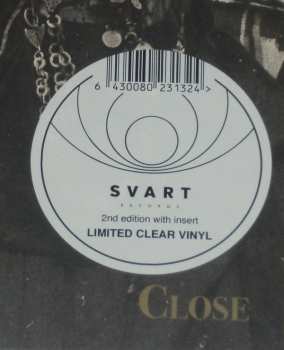 6 430080 231324 >
SVART
RECORDS
2nd edition with insert
LIMITED CLEAR VINYL
CLOSE